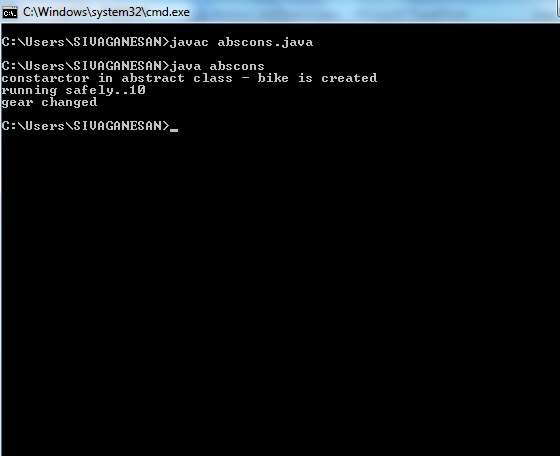 C:\Windows\system32\cmd.exe
C:\Users\SIVAGANESAN>javac abscons.java
C:\Users\SIVAGANESAN>java abscons
constarctor in abstract class - bike is created
running safely..10
gear changed
C:\Users\SIVAGANESAN>_